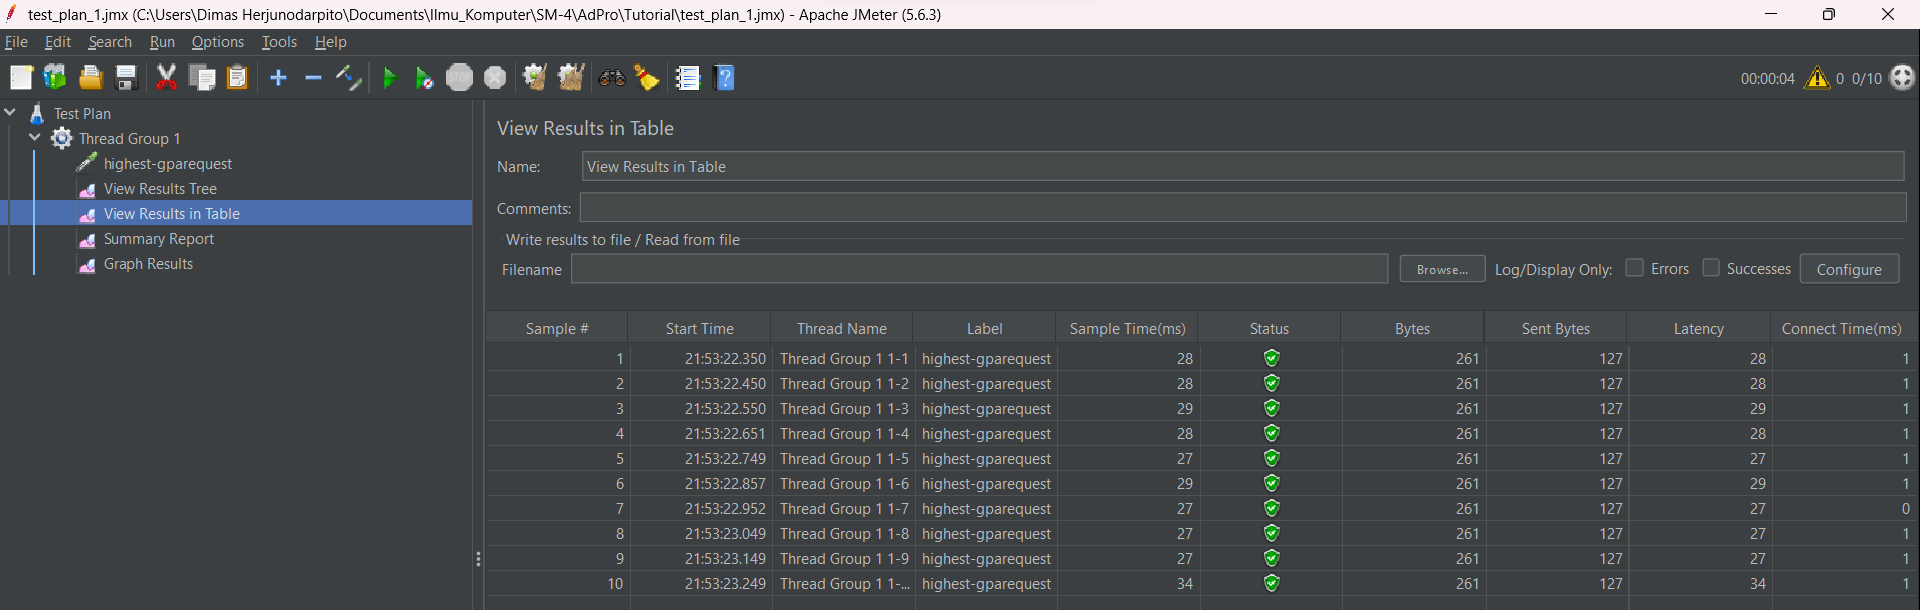 test_plan_1.jmx (C:\Users\Dimas Herjunodarpito\Documents\Ilmu_Komputer\SM-4\AdPro\Tutorial\test_plan_1.jmx) - Apache JMeter (5.6.3)
File Edit Search Run Options Tools Help
STOP 00:00:04 0 0/10
Test Plan
Thread Group 1
highest-gparequest
View Results Tree
View Results in Table
Summary Report
Graph Results
View Results in Table
Name: View Results in Table
Comments:
Write results to file / Read from file
Filename Browse... Log/Display Only: Errors Successes Configure
Sample # Start Time Thread Name Label Sample Time(ms) Status Bytes Sent Bytes Latency Connect Time(ms)
1 21:53:22.350 Thread Group 1 1-1 highest-gparequest 28 261 127 28 1
2 21:53:22.450 Thread Group 1 1-2 highest-gparequest 28 261 127 28 1
3 21:53:22.550 Thread Group 1 1-3 highest-gparequest 29 261 127 29 1
4 21:53:22.651 Thread Group 1 1-4 highest-gparequest 28 261 127 28 1
5 21:53:22.749 Thread Group 1 1-5 highest-gparequest 27 261 127 27 1
6 21:53:22.857 Thread Group 1 1-6 highest-gparequest 29 261 127 29 1
7 21:53:22.952 Thread Group 1 1-7 highest-gparequest 27 261 127 27 0
8 21:53:23.049 Thread Group 1 1-8 highest-gparequest 27 261 127 27 1
9 21:53:23.149 Thread Group 1 1-9 highest-gparequest 27 261 127 27 1
10 21:53:23.249 Thread Group 1 1-... highest-gparequest 34 261 127 34 1